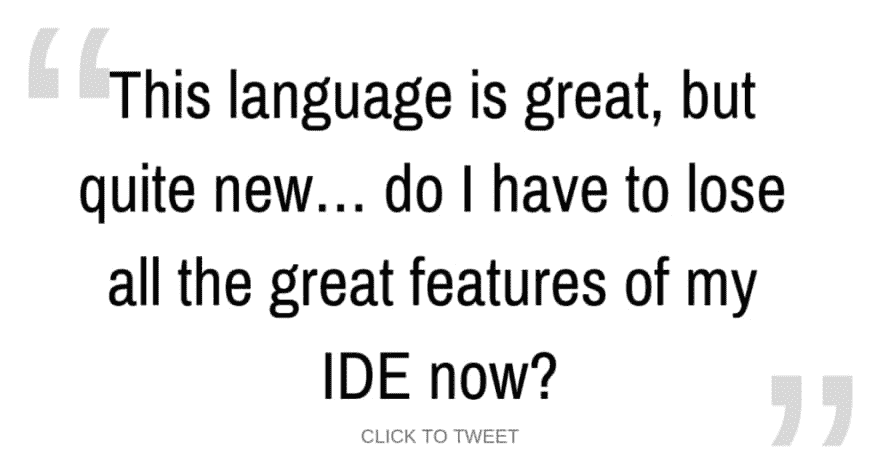 “This language is great, but
quite new… do I have to lose
all the great features of my
IDE now?”
CLICK TO TWEET